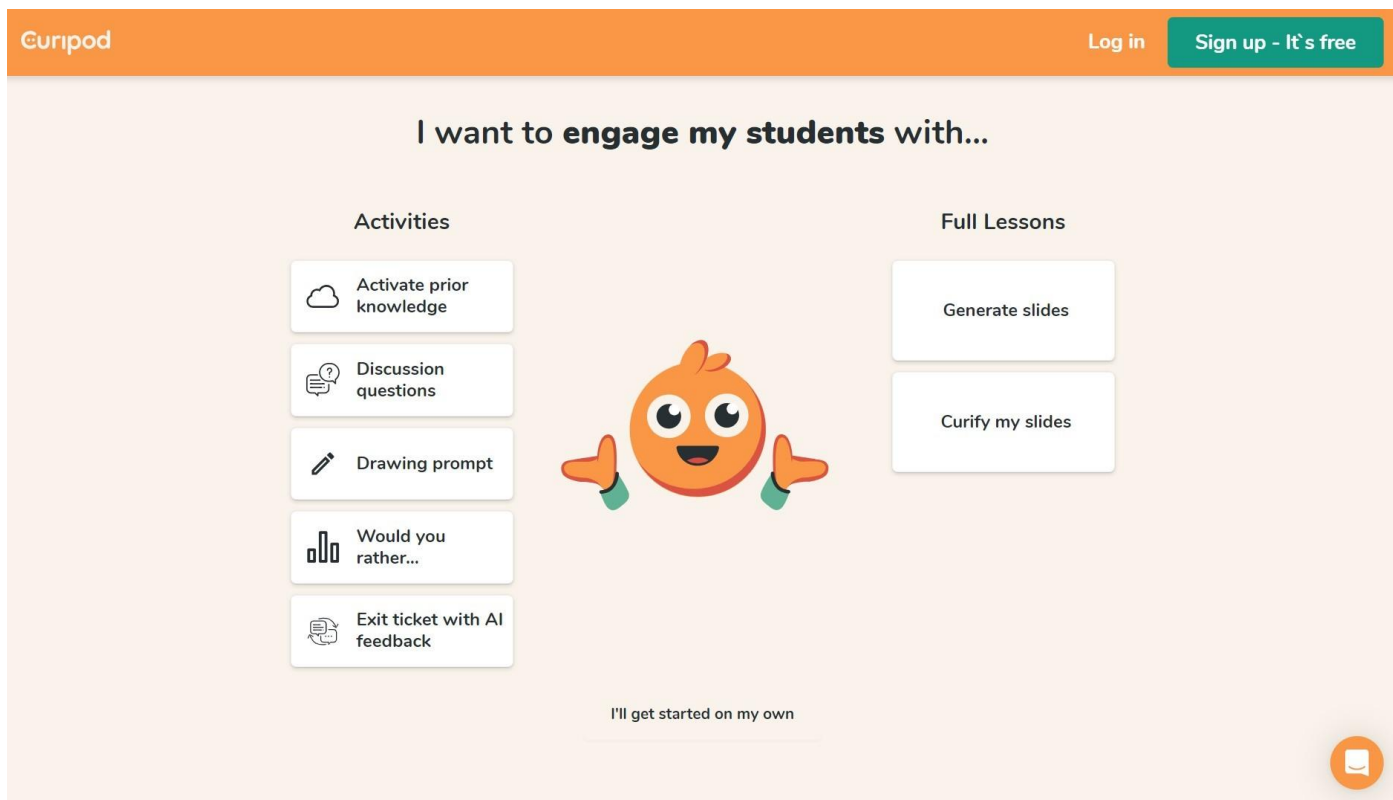 Curipod
Log in
Sign up - It`s free
I want to engage my students with...
Activities
Activate prior
knowledge
Discussion
questions
Drawing prompt
Would you
rather...
Exit ticket with AI
feedback
Full Lessons
Generate slides
Curify my slides
I'll get started on my own